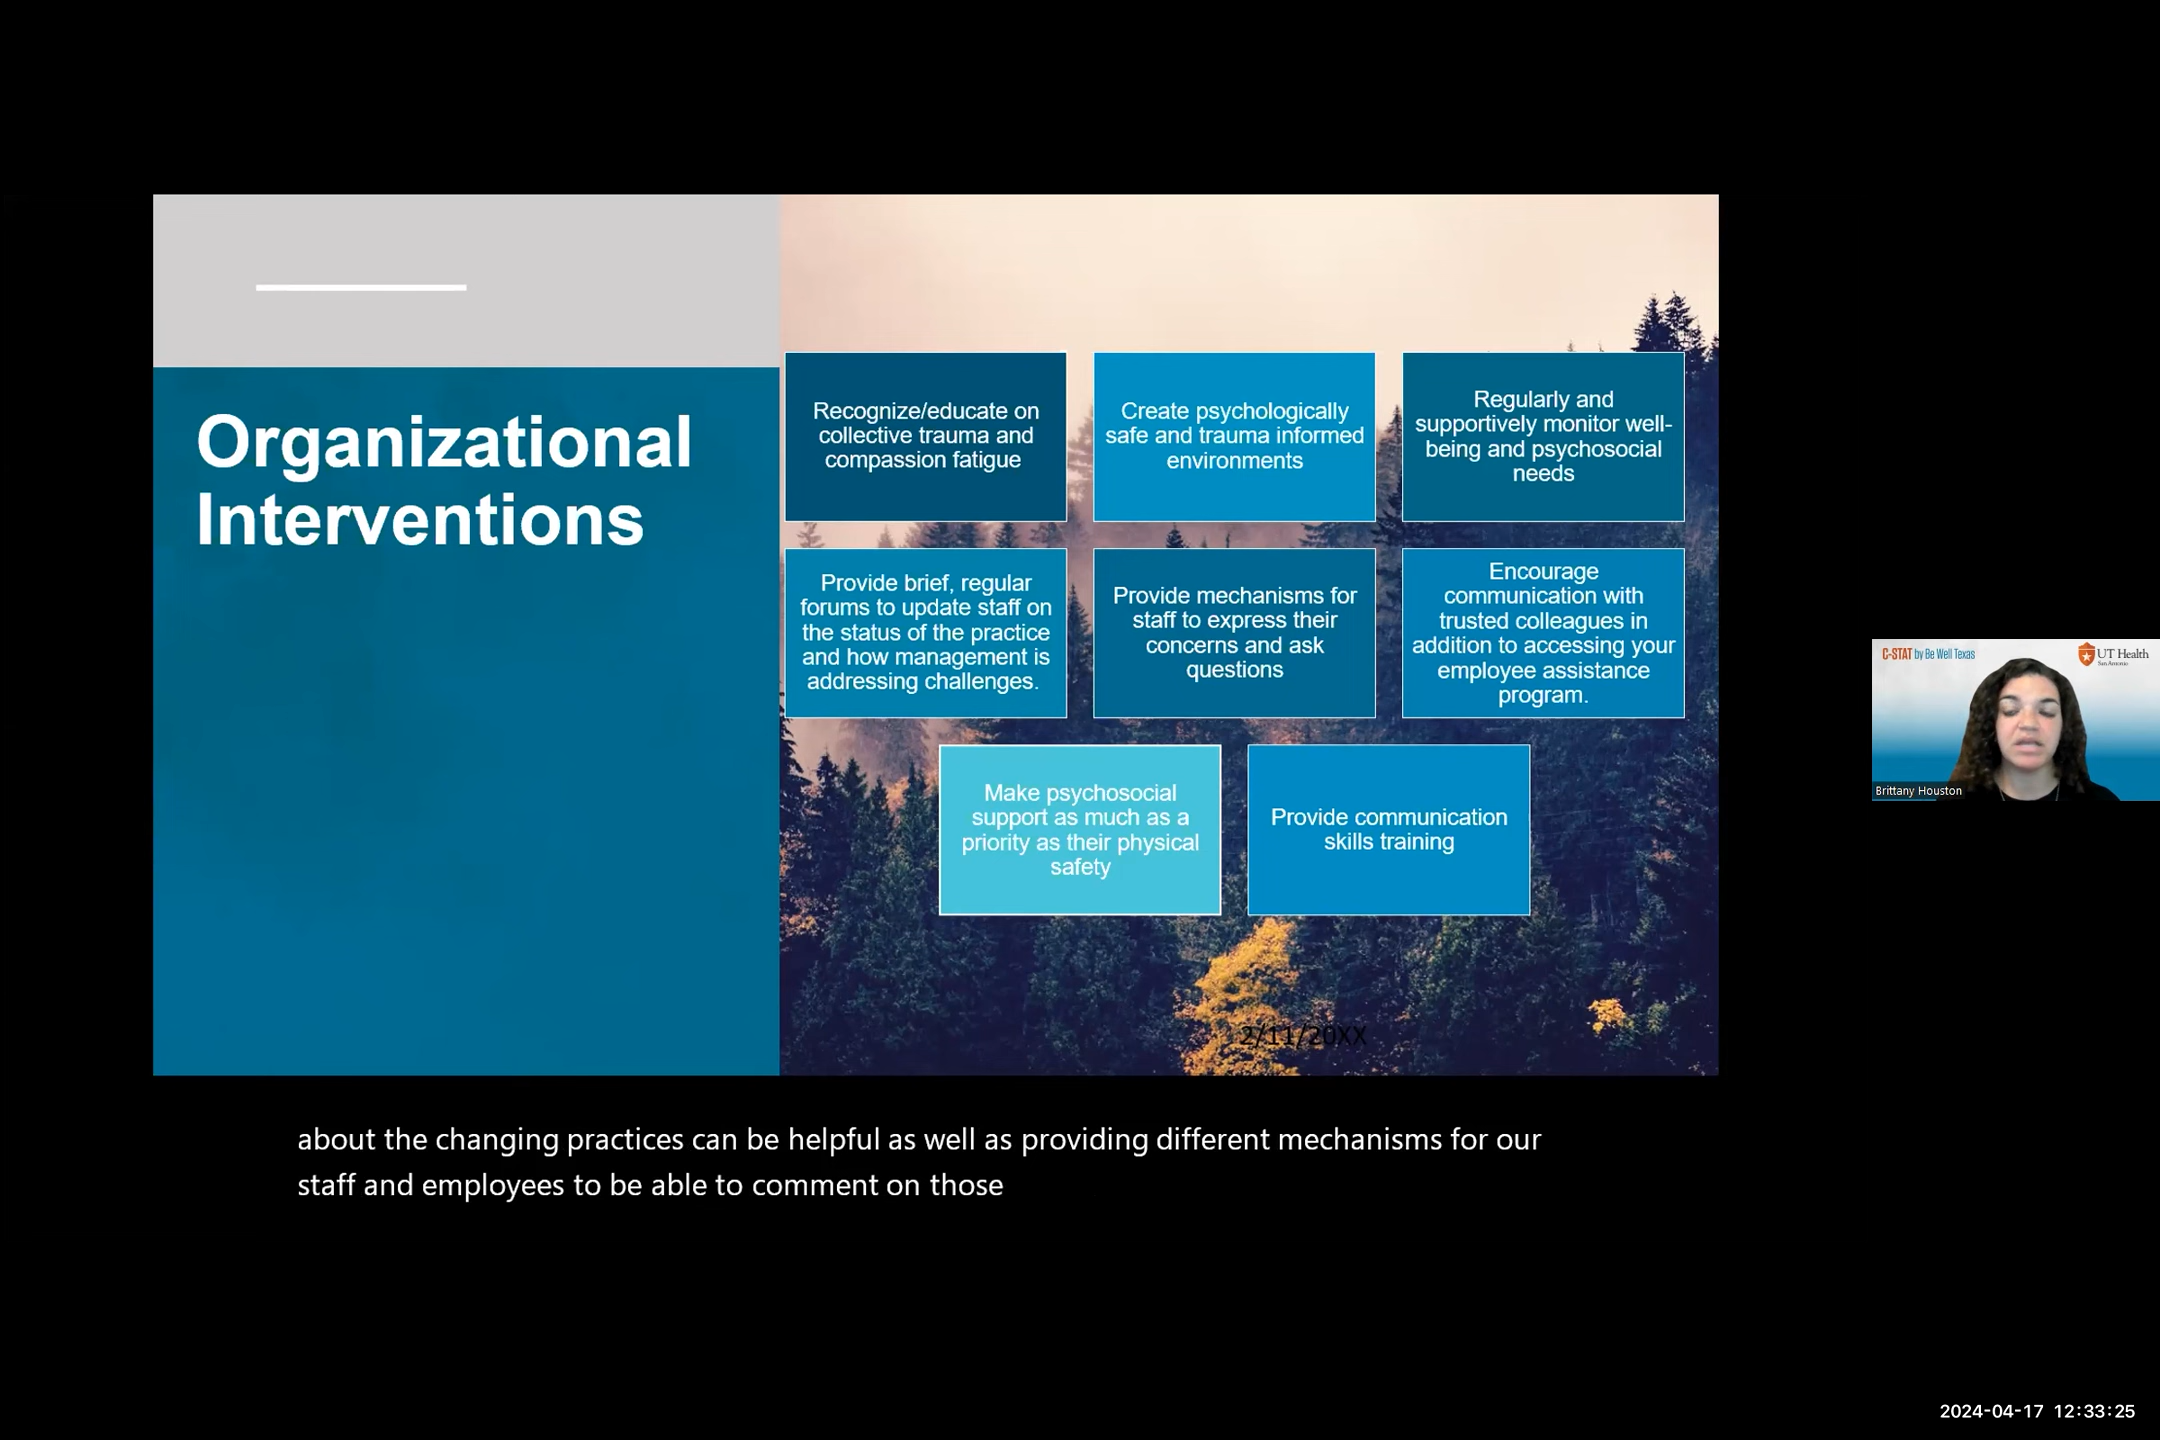 Organizational
Interventions
Recognize/educate on
collective trauma and
compassion fatigue
Create psychologically
safe and trauma informed
environments
Regularly and
supportively monitor well-
being and psychosocial
needs
Provide brief, regular
forums to update staff on
the status of the practice
and how management is
addressing challenges.
Provide mechanisms for
staff to express their
concerns and ask
questions
Encourage
communication with
trusted colleagues in
addition to accessing your
employee assistance
program.
Make psychosocial
support as much as a
priority as their physical
safety
Provide communication
skills training
2/11/20XX
C-STAT by Be Well Texas
UT Health
San Antonio
Brittany Houston
about the changing practices can be helpful as well as providing different mechanisms for our
staff and employees to be able to comment on those
2024-04-17 12:33:25